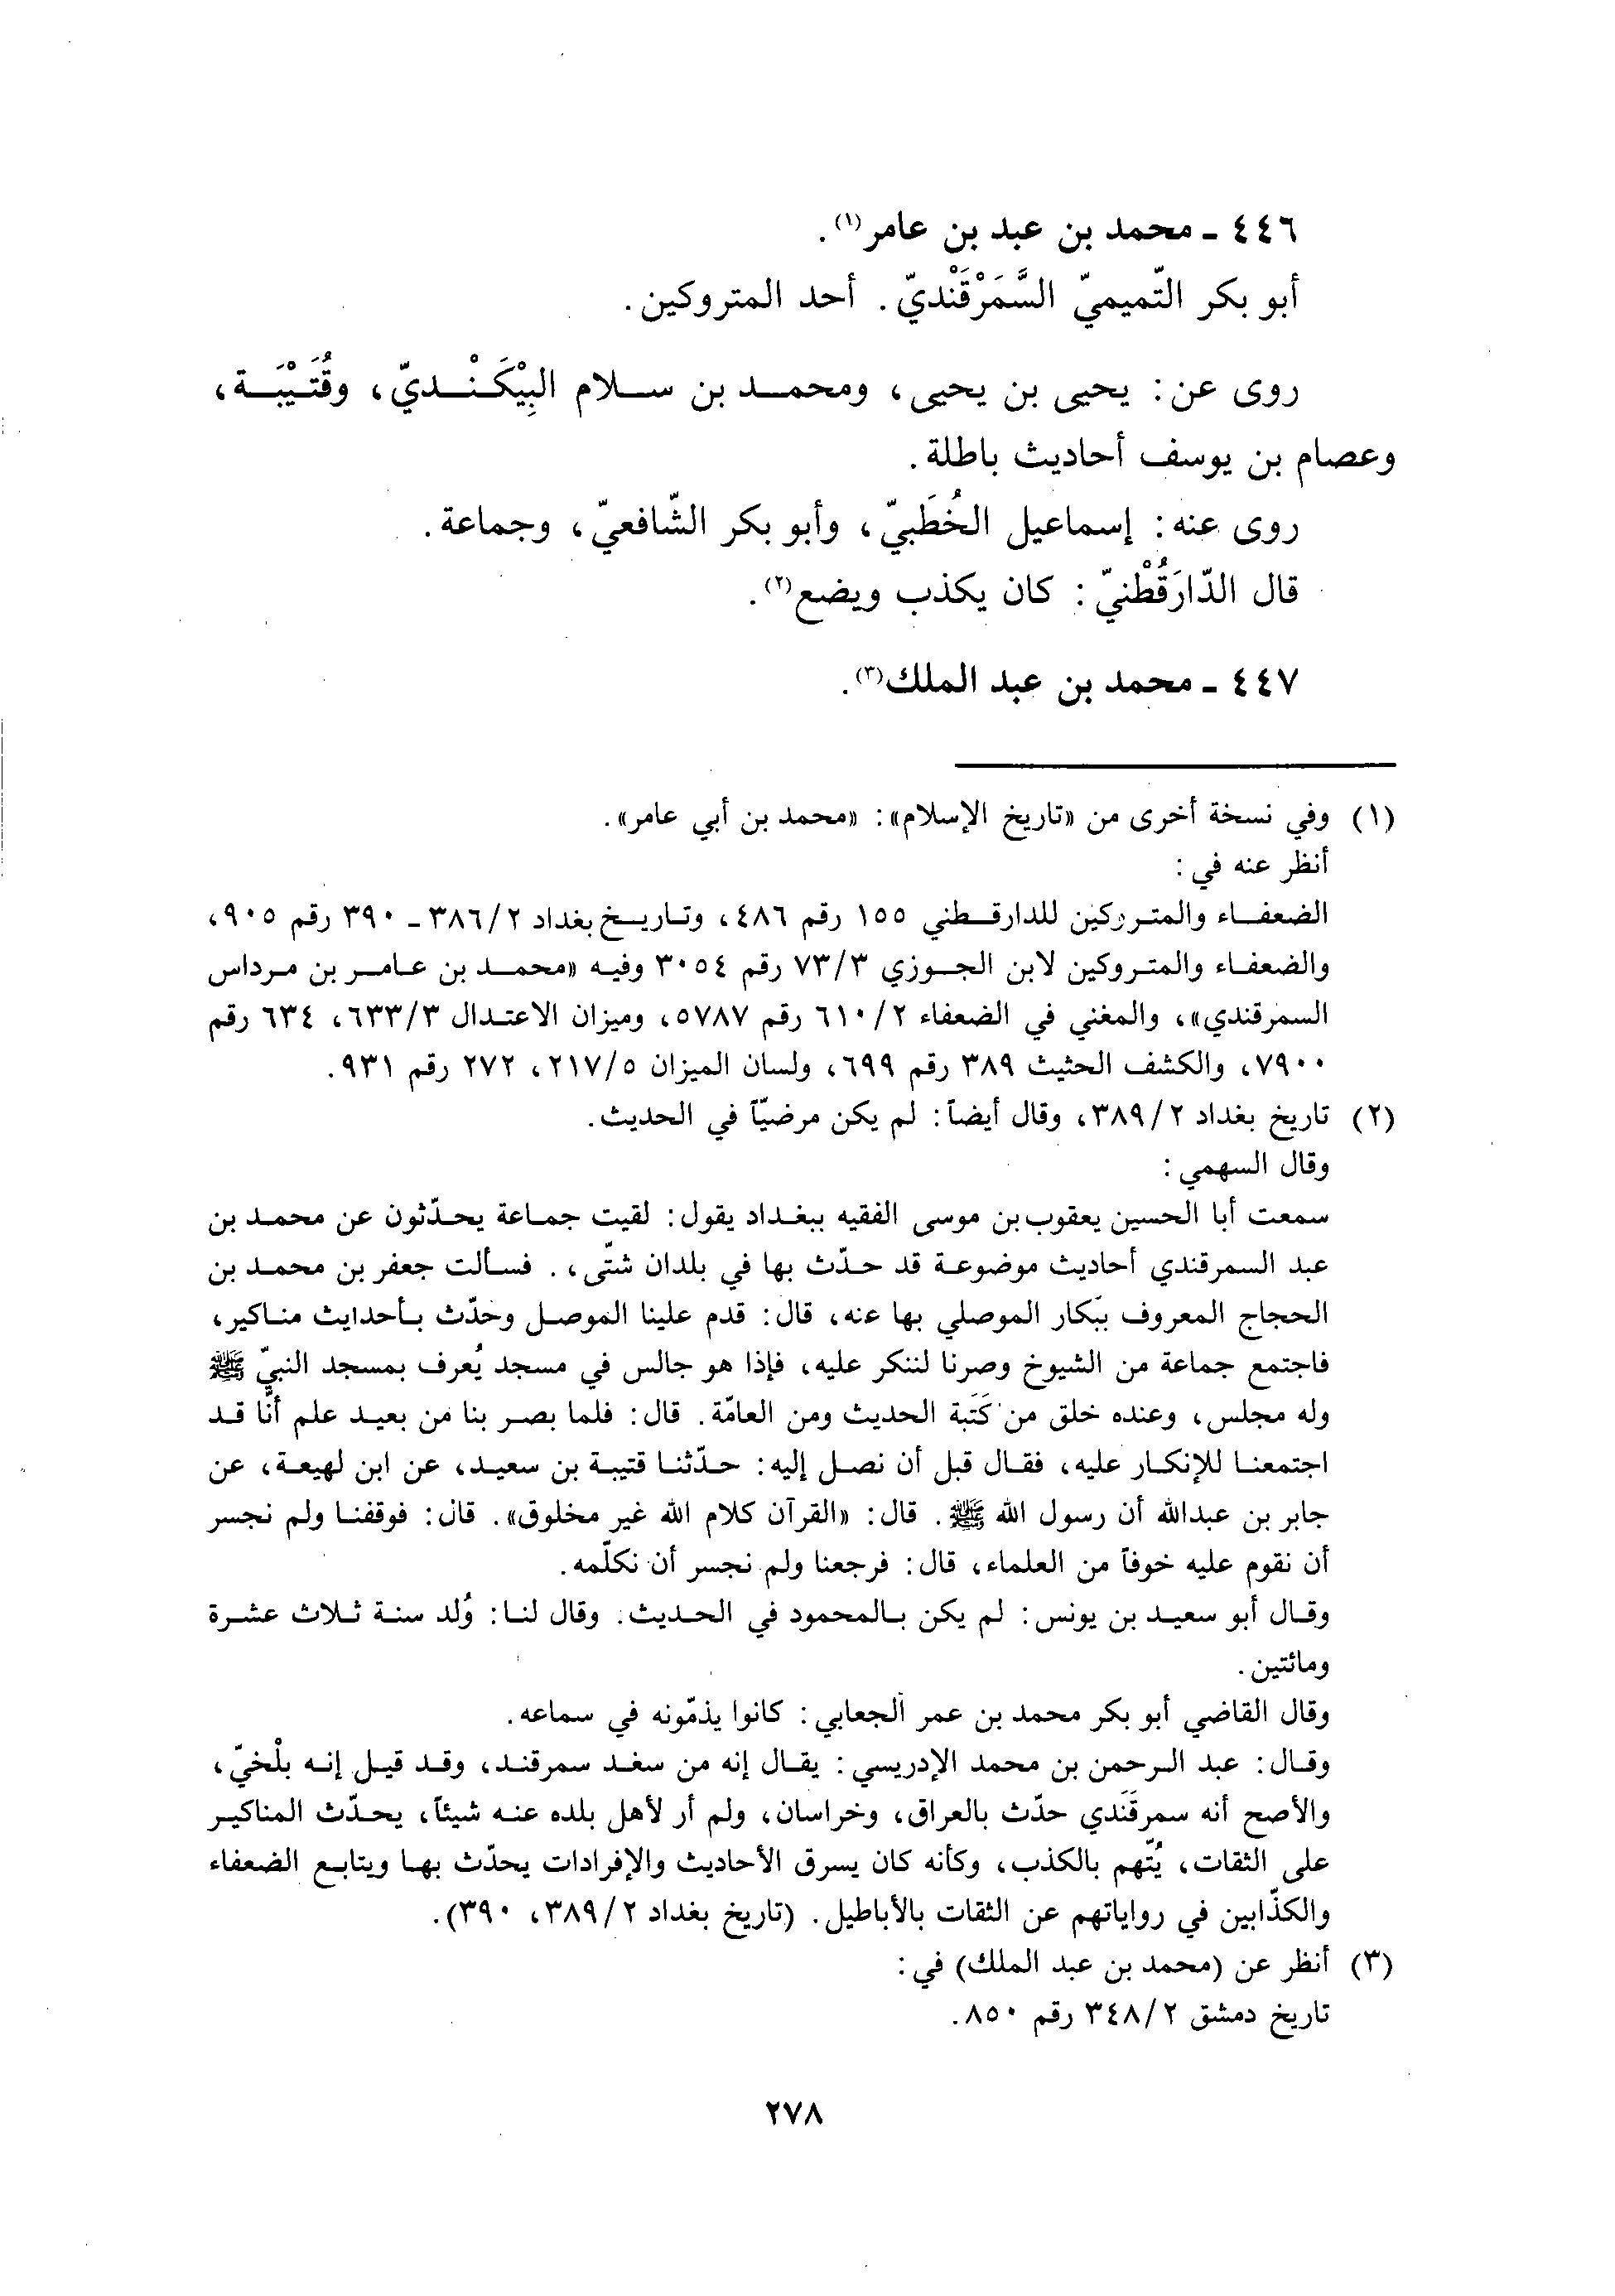 ٤٤٦ ـ محمد بن عبد بن عامر(١).
أبو بكر التّميميّ السَّمَرْقَنْديّ. أحد المتروكين.
روى عن: يحيى بن يحيى، ومحمد بن سلام البِيْكَنْديّ، وقُتَيْبَة،
وعصام بن يوسف أحاديث باطلة.
روى عنه: إسماعيل الخُطَبيّ، وأبو بكر الشّافعيّ، وجماعة.
قال الدّارَقُطْنيّ: كان يكذب ويضع(٢).
٤٤٧ ـ محمد بن عبد الملك(٣).
(١) وفي نسخة أخرى من «تاريخ الإسلام»: «محمد بن أبي عامر».
أنظر عنه في:
الضعفاء والمتروكين للدارقطني ١٥٥ رقم ٤٨٦، وتاريخ بغداد ٢/ ٣٨٦ ـ ٣٩٠ رقم ٩٠٥،
والضعفاء والمتروكين لابن الجوزي ٣/ ٧٣ رقم ٣٠٥٤ وفيه «محمد بن عامر بن مرداس
السمرقندي»، والمغني في الضعفاء ٢/ ٦١٠ رقم ٥٧٨٧، وميزان الاعتدال ٣/ ٦٣٣، ٦٣٤ رقم
٧٩٠٠، والكشف الحثيث ٣٨٩ رقم ٦٩٩، ولسان الميزان ٥/ ٢١٧، ٢٧٢ رقم ٩٣١.
(٢) تاريخ بغداد ٢/ ٣٨٩، وقال أيضاً: لم يكن مرضيّاً في الحديث.
وقال السهمي:
سمعت أبا الحسين يعقوب بن موسى الفقيه ببغداد يقول: لقيت جماعة يحدّثون عن محمد بن
عبد السمرقندي أحاديث موضوعة قد حدّث بها في بلدان شتّى،. فسألت جعفر بن محمد بن
الحجاج المعروف ببّكار الموصلي بها عنه، قال: قدم علينا الموصل وحدّث بأحدايث مناكير،
فاجتمع جماعة من الشيوخ وصرنا لننكر عليه، فإذا هو جالس في مسجد يُعرف بمسجد النبيّ ﷺ
وله مجلس، وعنده خلق من كَتَبة الحديث ومن العامّة. قال: فلما بصر بنا من بعيد علم أنّا قد
اجتمعنا للإنكار عليه، فقال قبل أن نصل إليه: حدّثنا قتيبة بن سعيد، عن ابن لهيعة، عن
جابر بن عبدالله أن رسول الله ﷺ. قال: «القرآن كلام الله غير مخلوق». قال: فوقفنا ولم نجسر
أن نقوم عليه خوفاً من العلماء، قال: فرجعنا ولم نجسر أن نكلّمه.
وقال أبو سعيد بن يونس: لم يكن بالمحمود في الحديث. وقال لنا: وُلد سنة ثلاث عشرة
ومائتين.
وقال القاضي أبو بكر محمد بن عمر الجعابي: كانوا يذمّونه في سماعه.
وقال: عبد الرحمن بن محمد الإدريسي: يقال إنه من سغد سمرقند، وقد قيل إنه بلْخيّ،
والأصح أنه سمرقَندي حدّث بالعراق، وخراسان، ولم أر لأهل بلده عنه شيئاً، يحدّث المناكير
على الثقات، يُتّهم بالكذب، وكأنه كان يسرق الأحاديث والإفرادات يحدّث بها ويتابع الضعفاء
والكذّابين في رواياتهم عن الثقات بالأباطيل. (تاريخ بغداد ٢/ ٣٨٩، ٣٩٠).
(٣) أنظر عن (محمد بن عبد الملك) في:
تاريخ دمشق ٢/ ٣٤٨ رقم ٨٥٠.
٢٧٨